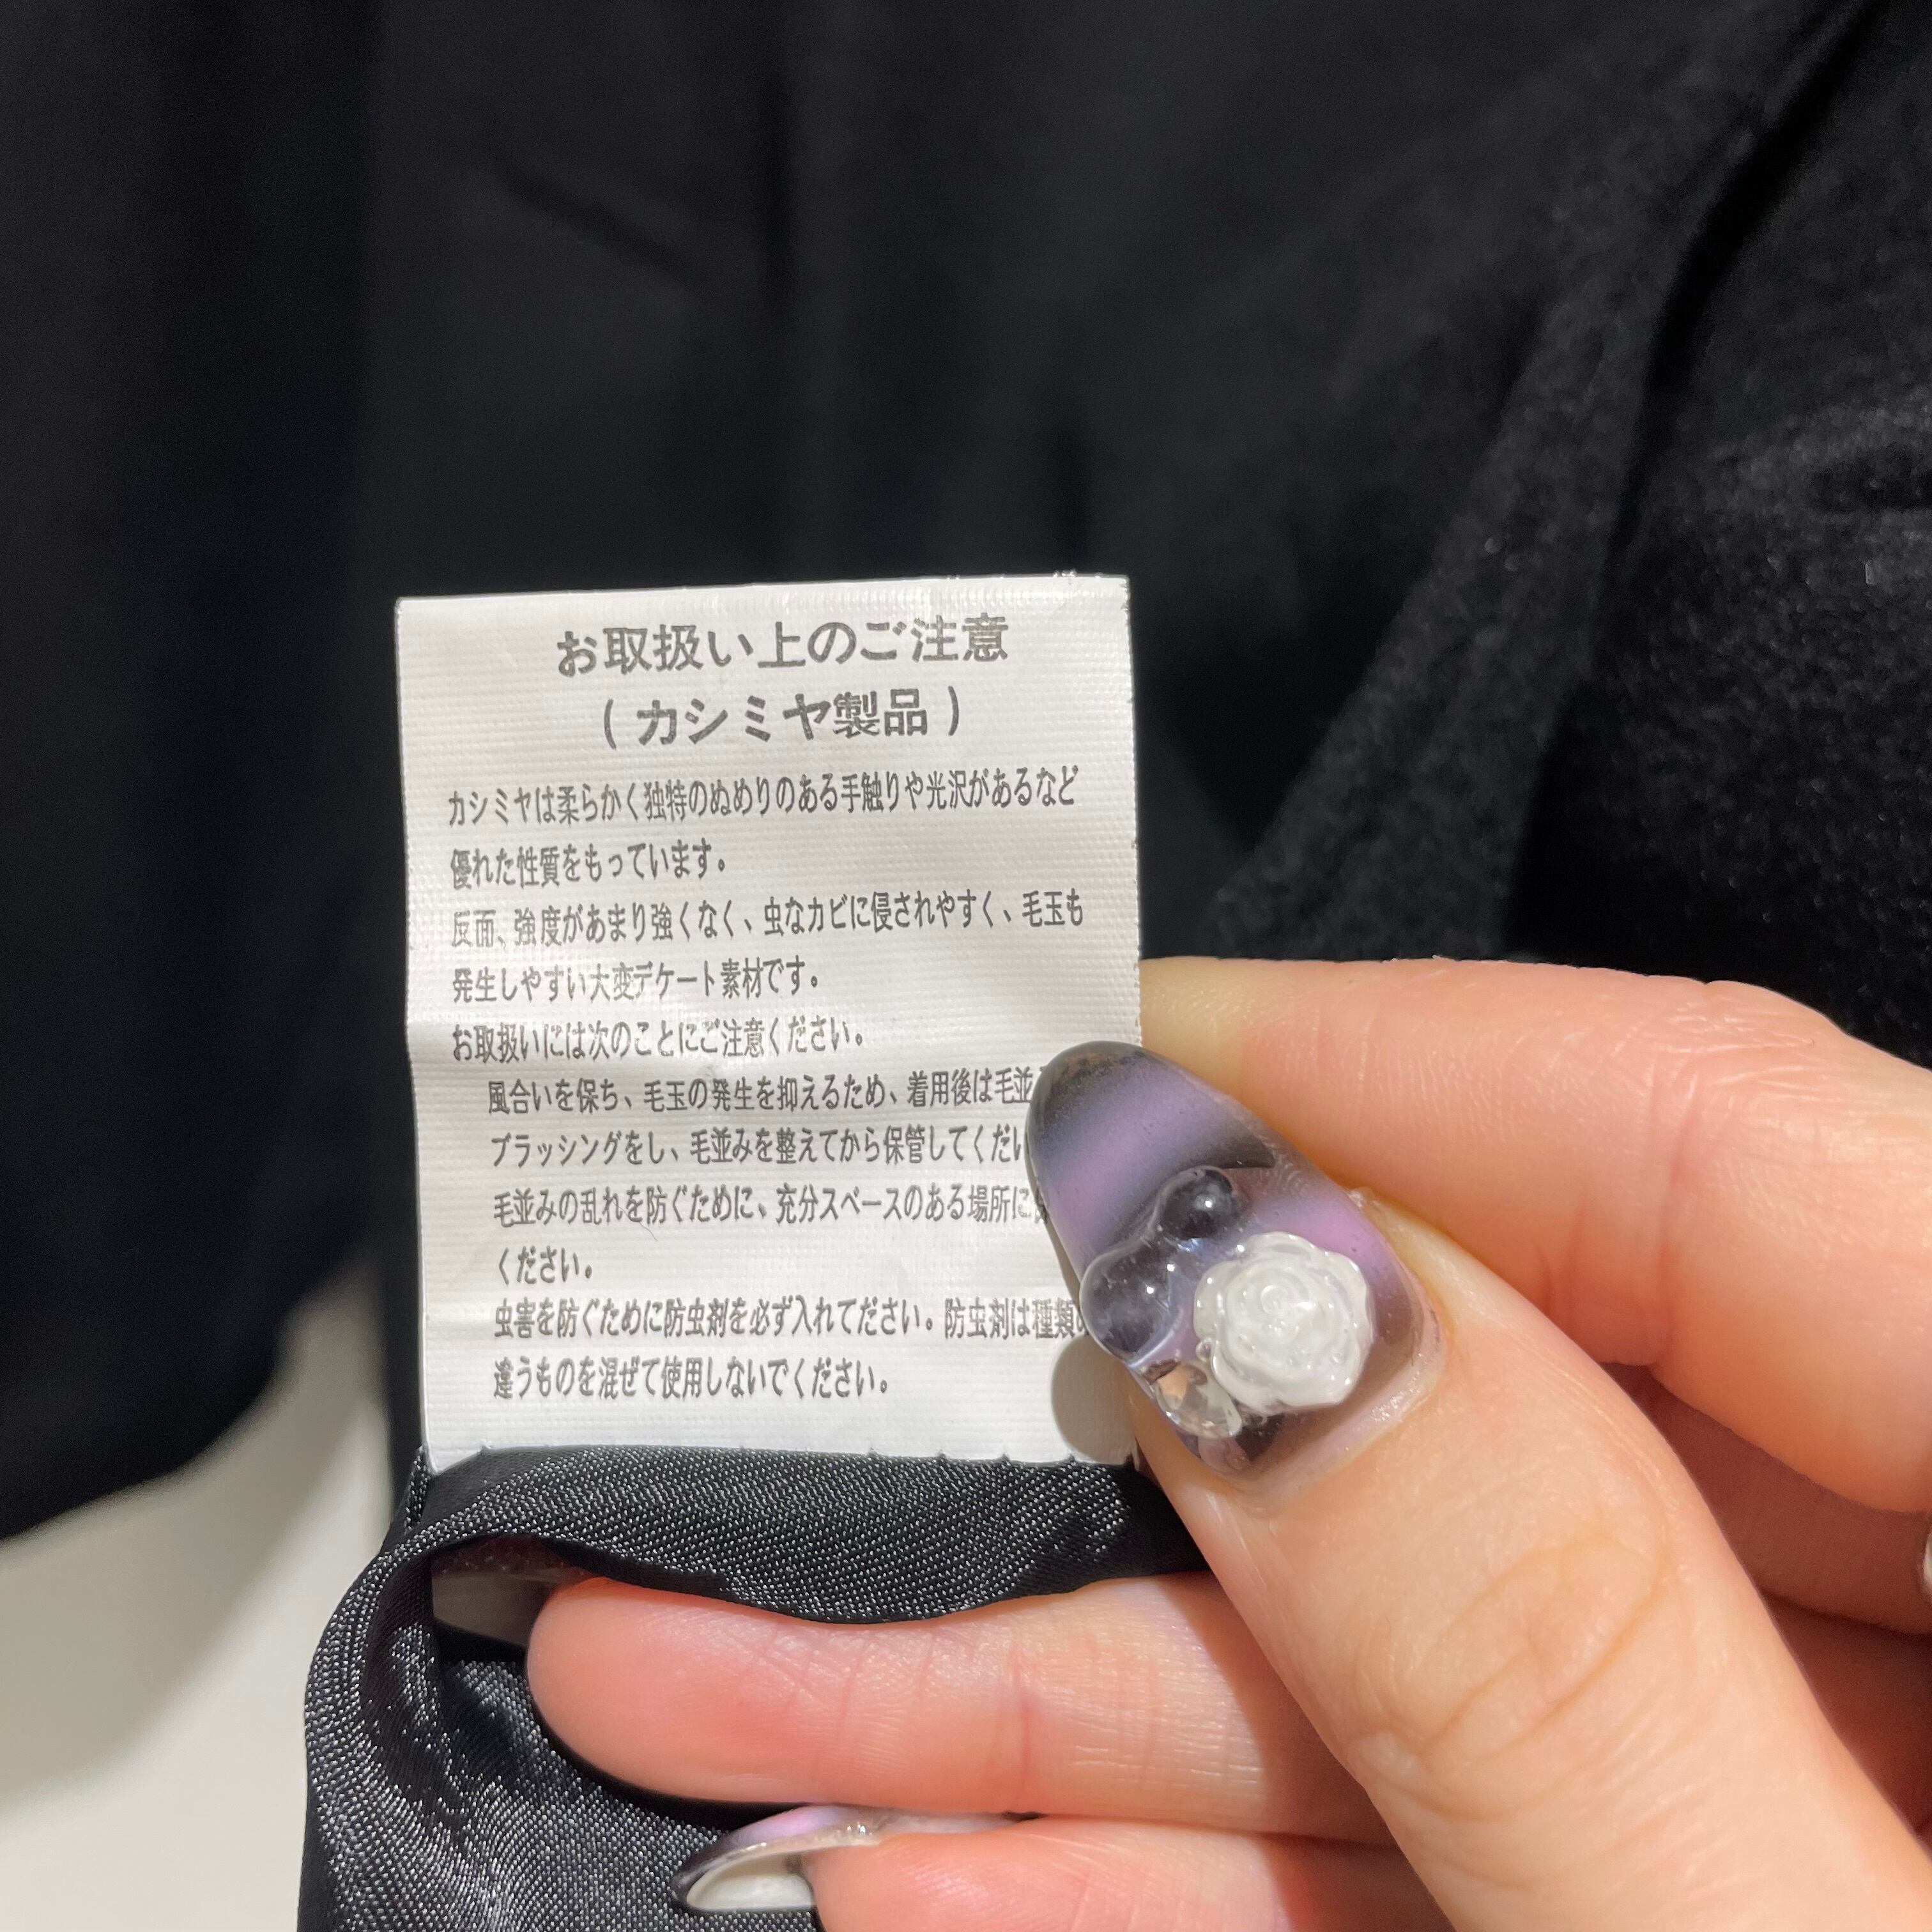 お取扱い上のご注意
（カシミヤ製品）
カシミヤは柔らかく独特のぬめりのある手触りや光沢があるなど
優れた性質をもっています。
反面、強度があまり強くなく、虫なカビに侵されやすく、毛玉も
発生しやすい大変デケート素材です。
お取扱いには次のことにご注意ください。
風合いを保ち、毛玉の発生を抑えるため、着用後は毛並
ブラッシングをし、毛並みを整えてから保管してくだ
毛並みの乱れを防ぐために、充分スペースのある場所に
ください。
虫害を防ぐために防虫剤を必ず入れてださい。防虫剤は種類
違うものを混ぜて使用しないでください。